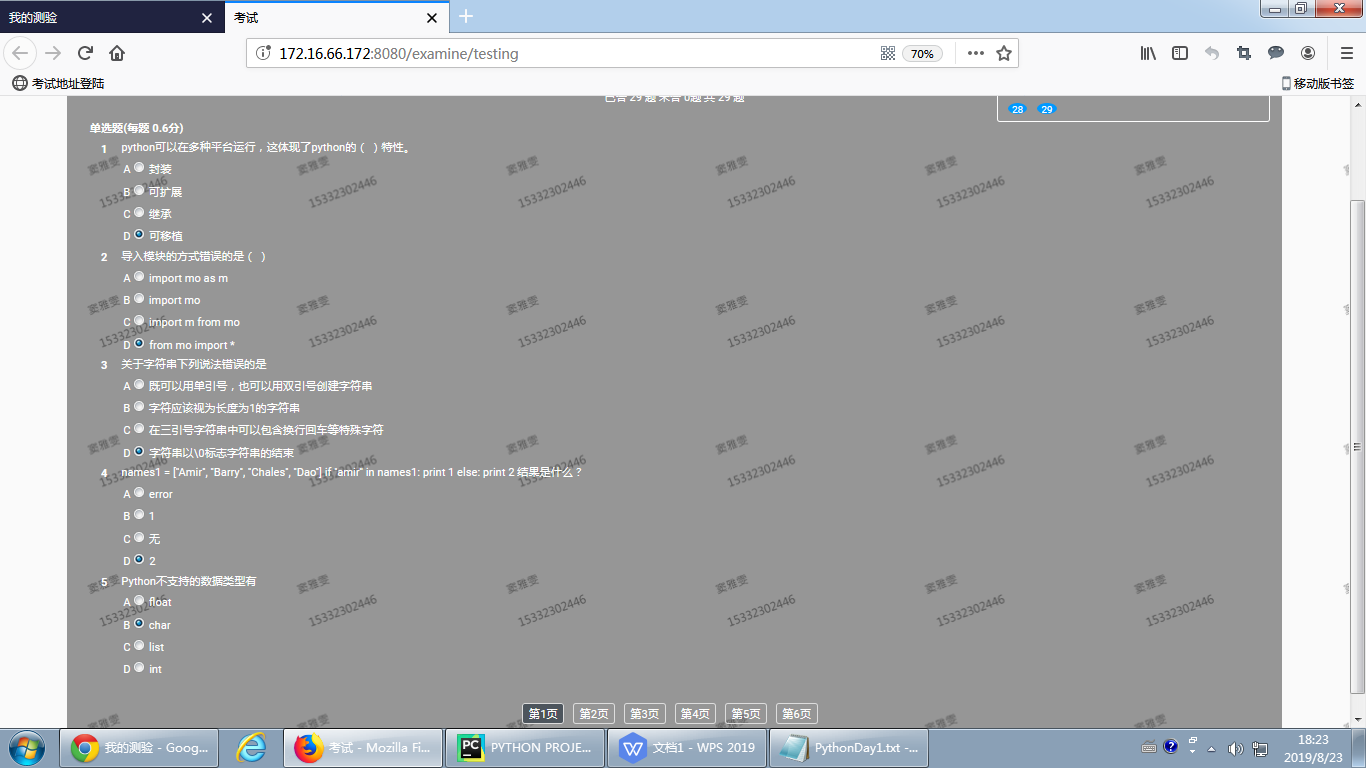 我的测验
考试
172.16.66.172:8080/examine/testing
70%
考试地址登陆
移动版书签
已答 29 题 未答 0题 共 29 题
28 29
单选题(每题 0.6分)
1 python可以在多种平台运行，这体现了python的（ ）特性。
A 封装
B 可扩展
C 继承
D 可移植
2 导入模块的方式错误的是（ ）
A import mo as m
B import mo
C import m from mo
D from mo import *
3 关于字符串下列说法错误的是
A 既可以用单引号，也可以用双引号创建字符串
B 字符应该视为长度为1的字符串
C 在三引号字符串中可以包含换行回车等特殊字符
D 字符串以\0标志字符串的结束
4 names1 = ["Amir", "Barry", "Chales", "Dao"] if "amir" in names1: print 1 else: print 2 结果是什么？
A error
B 1
C 无
D 2
5 Python不支持的数据类型有
A float
B char
C list
D int
窦雅雯
15332302446
第1页 第2页 第3页 第4页 第5页 第6页
我的测验 - Goog...
考试 - Mozilla Fi...
PYTHON PROJE...
文档1 - WPS 2019
PythonDay1.txt -...
18:23
2019/8/23